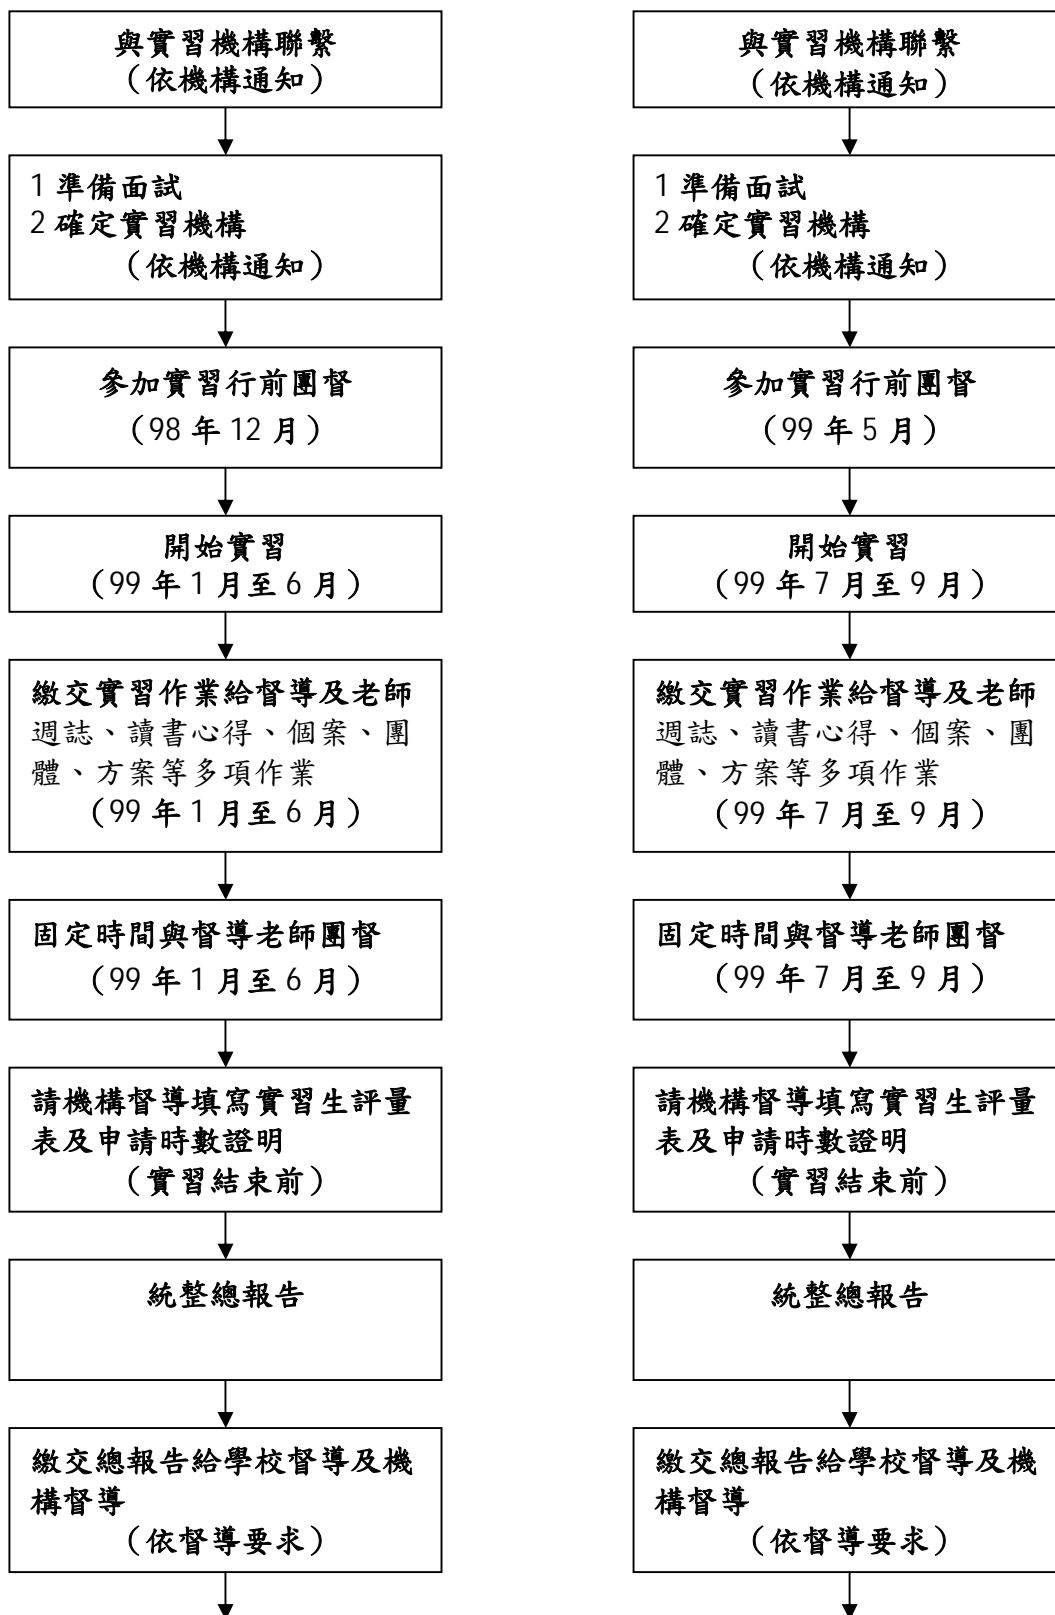 與實習機構聯繫
（依機構通知）
1 準備面試
2 確定實習機構
（依機構通知）
參加實習行前團督
（98 年 12 月）
開始實習
（99 年 1 月至 6 月）
繳交實習作業給督導及老師
週誌、讀書心得、個案、團
體、方案等多項作業
（99 年 1 月至 6 月）
固定時間與督導老師團督
（99 年 1 月至 6 月）
請機構督導填寫實習生評量
表及申請時數證明
（實習結束前）
統整總報告
繳交總報告給學校督導及機
構督導
（依督導要求）
與實習機構聯繫
（依機構通知）
1 準備面試
2 確定實習機構
（依機構通知）
參加實習行前團督
（99 年 5 月）
開始實習
（99 年 7 月至 9 月）
繳交實習作業給督導及老師
週誌、讀書心得、個案、團
體、方案等多項作業
（99 年 7 月至 9 月）
固定時間與督導老師團督
（99 年 7 月至 9 月）
請機構督導填寫實習生評量
表及申請時數證明
（實習結束前）
統整總報告
繳交總報告給學校督導及機
構督導
（依督導要求）